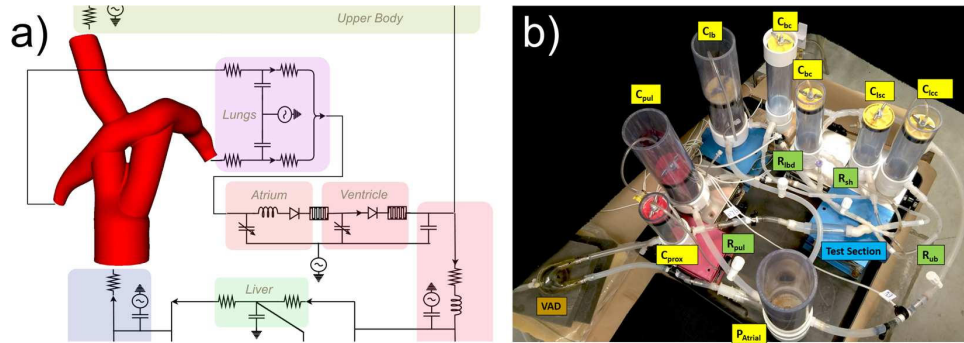 a)
Upper Body
Lungs
Atrium
Ventricle
Liver
b)
C_lb
C_bc
C_bc
C_lsc
C_lcc
C_pul
R_lbd
R_sh
C_prox
R_pul
Test Section
R_ub
VAD
P_Atrial